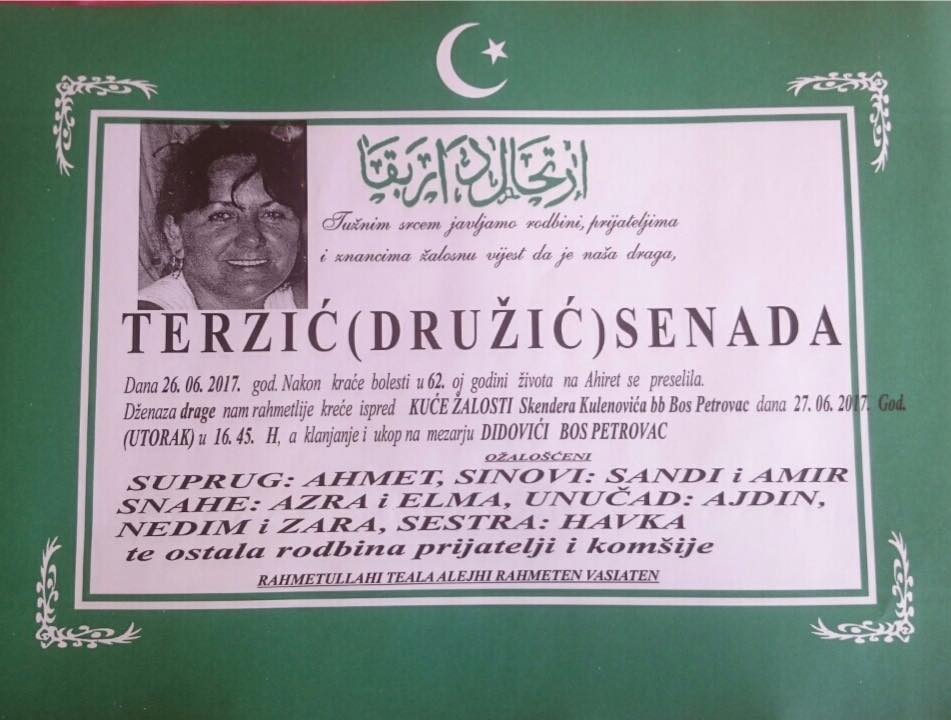 ارتحال دار بقا
Tužnim srcem javljamo rodbini, prijateljima
i znancima žalosnu vijest da je naša draga,
TERZIĆ(DRUŽIĆ)SENADA
Dana 26. 06. 2017. god. Nakon kraće bolesti u 62. oj godini života na Ahiret se preselila.
Dženaza drage nam rahmetlije kreće ispred KUĆE ŽALOSTI Skendera Kulenovića bb Bos Petrovac dana 27.06. 2017. God.
(UTORAK) u 16. 45. H, a klanjanje i ukop na mezarju DIDOVIĆI BOS PETROVAC
OŽALOŠĆENI
SUPRUG: AHMET, SINOVI: SANDI i AMIR
SNAHE: AZRA i ELMA, UNUČAD: AJDIN,
NEDIM i ZARA, SESTRA: HAVKA
te ostala rodbina prijatelji i komšije
RAHMETULLAHI TEALA ALEJHI RAHMETEN VASIATEN